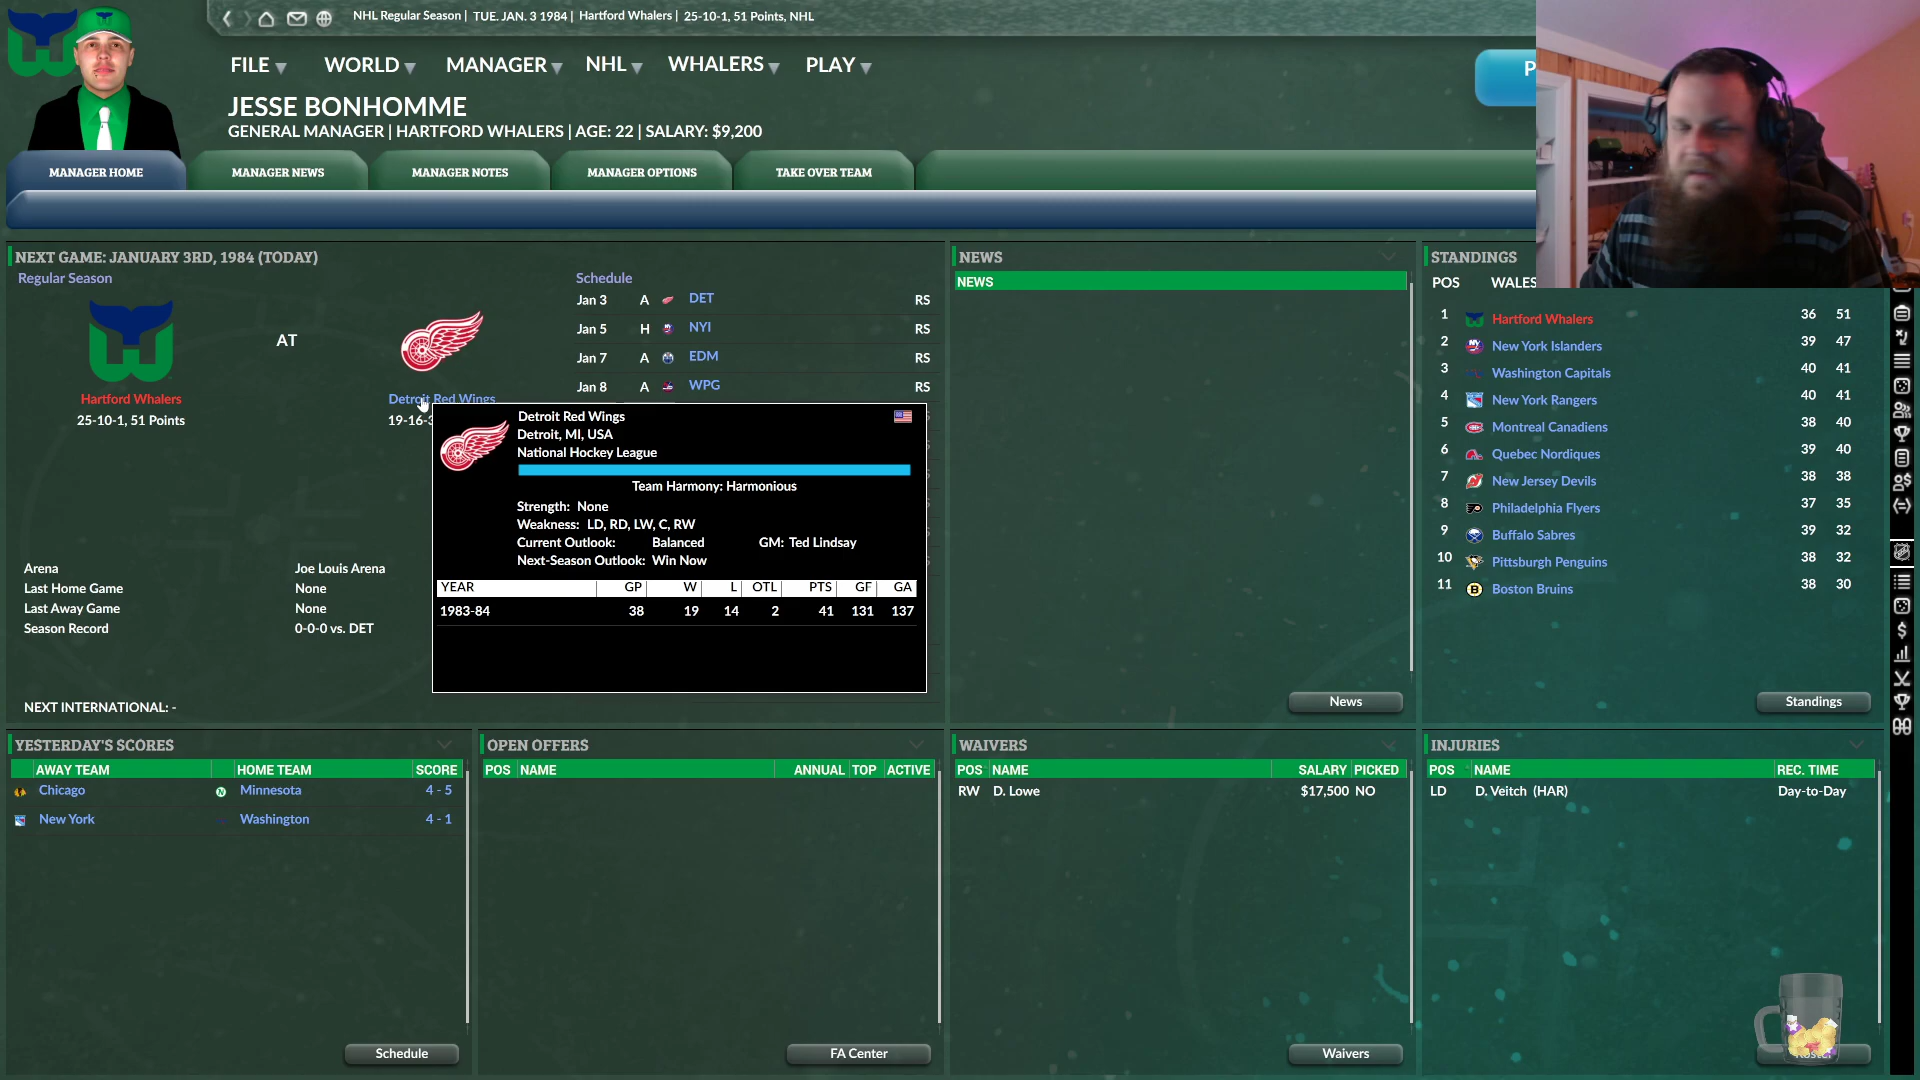 NHL Regular Season | TUE. JAN. 3 1984 | Hartford Whalers | 25-10-1, 51 Points, NHL
FILE WORLD MANAGER NHL WHALERS PLAY
JESSE BONHOMME
GENERAL MANAGER | HARTFORD WHALERS | AGE: 22 | SALARY: $9,200
MANAGER HOME MANAGER NEWS MANAGER NOTES MANAGER OPTIONS TAKE OVER TEAM
NEXT GAME: JANUARY 3RD, 1984 (TODAY)
Regular Season
Schedule
AT
Hartford Whalers
25-10-1, 51 Points
Detroit Red Wings
19-16-
Jan 3 A DET RS
Jan 5 H NYI RS
Jan 7 A EDM RS
Jan 8 A WPG RS
Detroit Red Wings
Detroit, MI, USA
National Hockey League
Team Harmony: Harmonious
Strength: None
Weakness: LD, RD, LW, C, RW
Current Outlook: Balanced GM: Ted Lindsay
Next-Season Outlook: Win Now
YEAR GP W L OTL PTS GF GA
1983-84 38 19 14 2 41 131 137
Arena Joe Louis Arena
Last Home Game None
Last Away Game None
Season Record 0-0-0 vs. DET
NEXT INTERNATIONAL: -
NEWS
NEWS
News
STANDINGS
POS WALES
1 Hartford Whalers 36 51
2 New York Islanders 39 47
3 Washington Capitals 40 41
4 New York Rangers 40 41
5 Montreal Canadiens 38 40
6 Quebec Nordiques 39 40
7 New Jersey Devils 38 38
8 Philadelphia Flyers 37 35
9 Buffalo Sabres 39 32
10 Pittsburgh Penguins 38 32
11 Boston Bruins 38 30
Standings
YESTERDAY'S SCORES
AWAY TEAM HOME TEAM SCORE
Chicago Minnesota 4 - 5
New York Washington 4 - 1
Schedule
OPEN OFFERS
POS NAME ANNUAL TOP ACTIVE
FA Center
WAIVERS
POS NAME SALARY PICKED
RW D. Lowe $17,500 NO
Waivers
INJURIES
POS NAME REC. TIME
LD D. Veitch (HAR) Day-to-Day